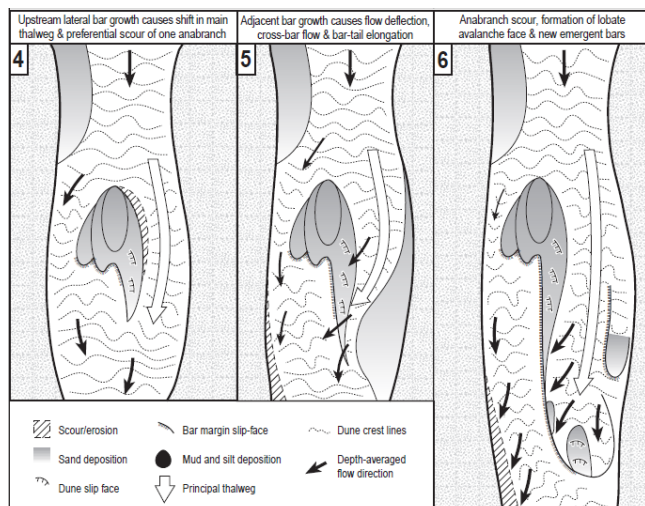 Upstream lateral bar growth causes shift in main
thalweg & preferential scour of one anabranch
4
Adjacent bar growth causes flow deflection,
cross-bar flow & bar-tail elongation
5
Anabranch scour, formation of lobate
avalanche face & new emergent bars
6
Scour/erosion
Sand deposition
Dune slip face
Bar margin slip-face
Mud and silt deposition
Principal thalweg
Dune crest lines
Depth-averaged
flow direction